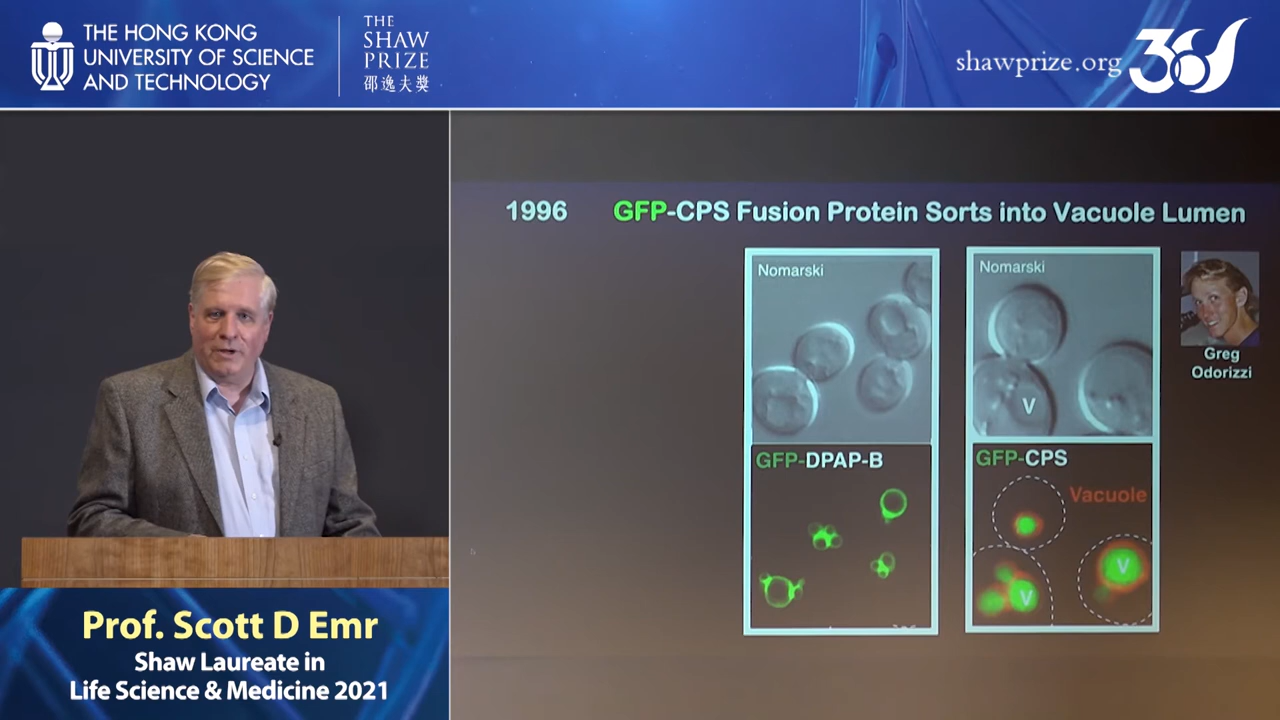 THE HONG KONG
UNIVERSITY OF SCIENCE
AND TECHNOLOGY
THE
SHAW
PRIZE
邵逸夫獎
shawprize.org
1996 GFP-CPS Fusion Protein Sorts into Vacuole Lumen
Nomarski
Nomarski
V
Greg
Odorizzi
GFP-DPAP-B
GFP-CPS
Vacuole
V
V
Prof. Scott D Emr
Shaw Laureate in
Life Science & Medicine 2021